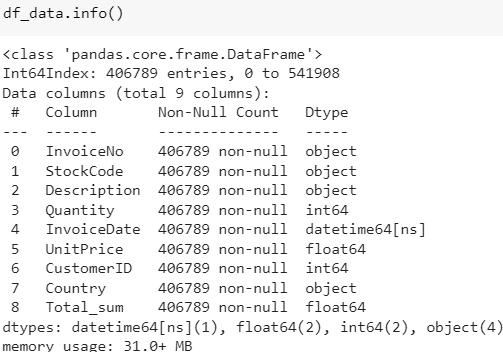 df_data.info()
<class 'pandas.core.frame.DataFrame'>
Int64Index: 406789 entries, 0 to 541908
Data columns (total 9 columns):
 #   Column       Non-Null Count   Dtype
---  ------       --------------   -----
 0   InvoiceNo    406789 non-null  object
 1   StockCode    406789 non-null  object
 2   Description  406789 non-null  object
 3   Quantity     406789 non-null  int64
 4   InvoiceDate  406789 non-null  datetime64[ns]
 5   UnitPrice    406789 non-null  float64
 6   CustomerID   406789 non-null  int64
 7   Country      406789 non-null  object
 8   Total_sum    406789 non-null  float64
dtypes: datetime64[ns](1), float64(2), int64(2), object(4)
memory usage: 31.0+ MB